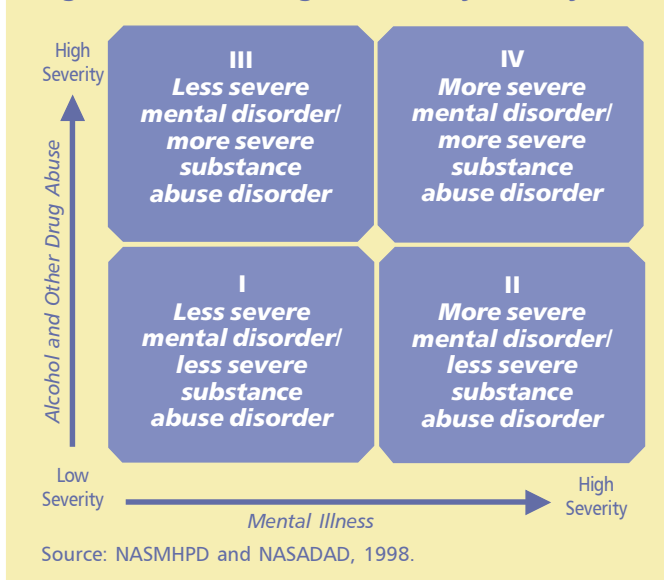 High
Severity
III
Less severe
mental disorder/
more severe
substance
abuse disorder
IV
More severe
mental disorder/
more severe
substance
abuse disorder
Alcohol and Other Drug Abuse
I
Less severe
mental disorder/
less severe
substance
abuse disorder
II
More severe
mental disorder/
less severe
substance
abuse disorder
Low
Severity
Mental Illness
High
Severity
Source: NASMHPD and NASADAD, 1998.